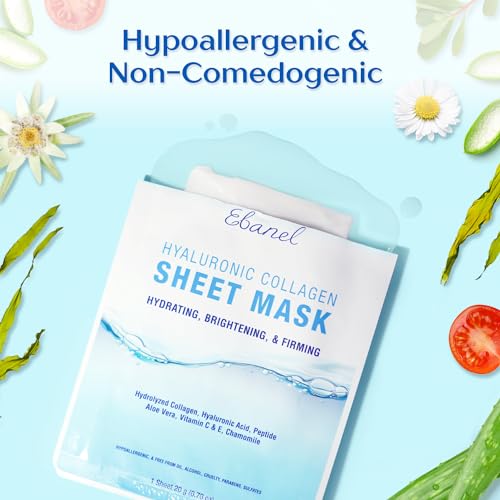 Hypoallergenic &
Non-Comedogenic
Ebanel
HYALURONIC COLLAGEN
SHEET MASK
HYDRATING, BRIGHTENING, & FIRMING
Hydrolyzed Collagen, Hyaluronic Acid, Peptide
Aloe Vera, Vitamin C & E, Chamomile
HYPOALLERGENIC, & FREE FROM OIL, ALCOHOL, CRUELTY, PARABENS, SULFATES
1 Sheet 20 g (0.70 oz)